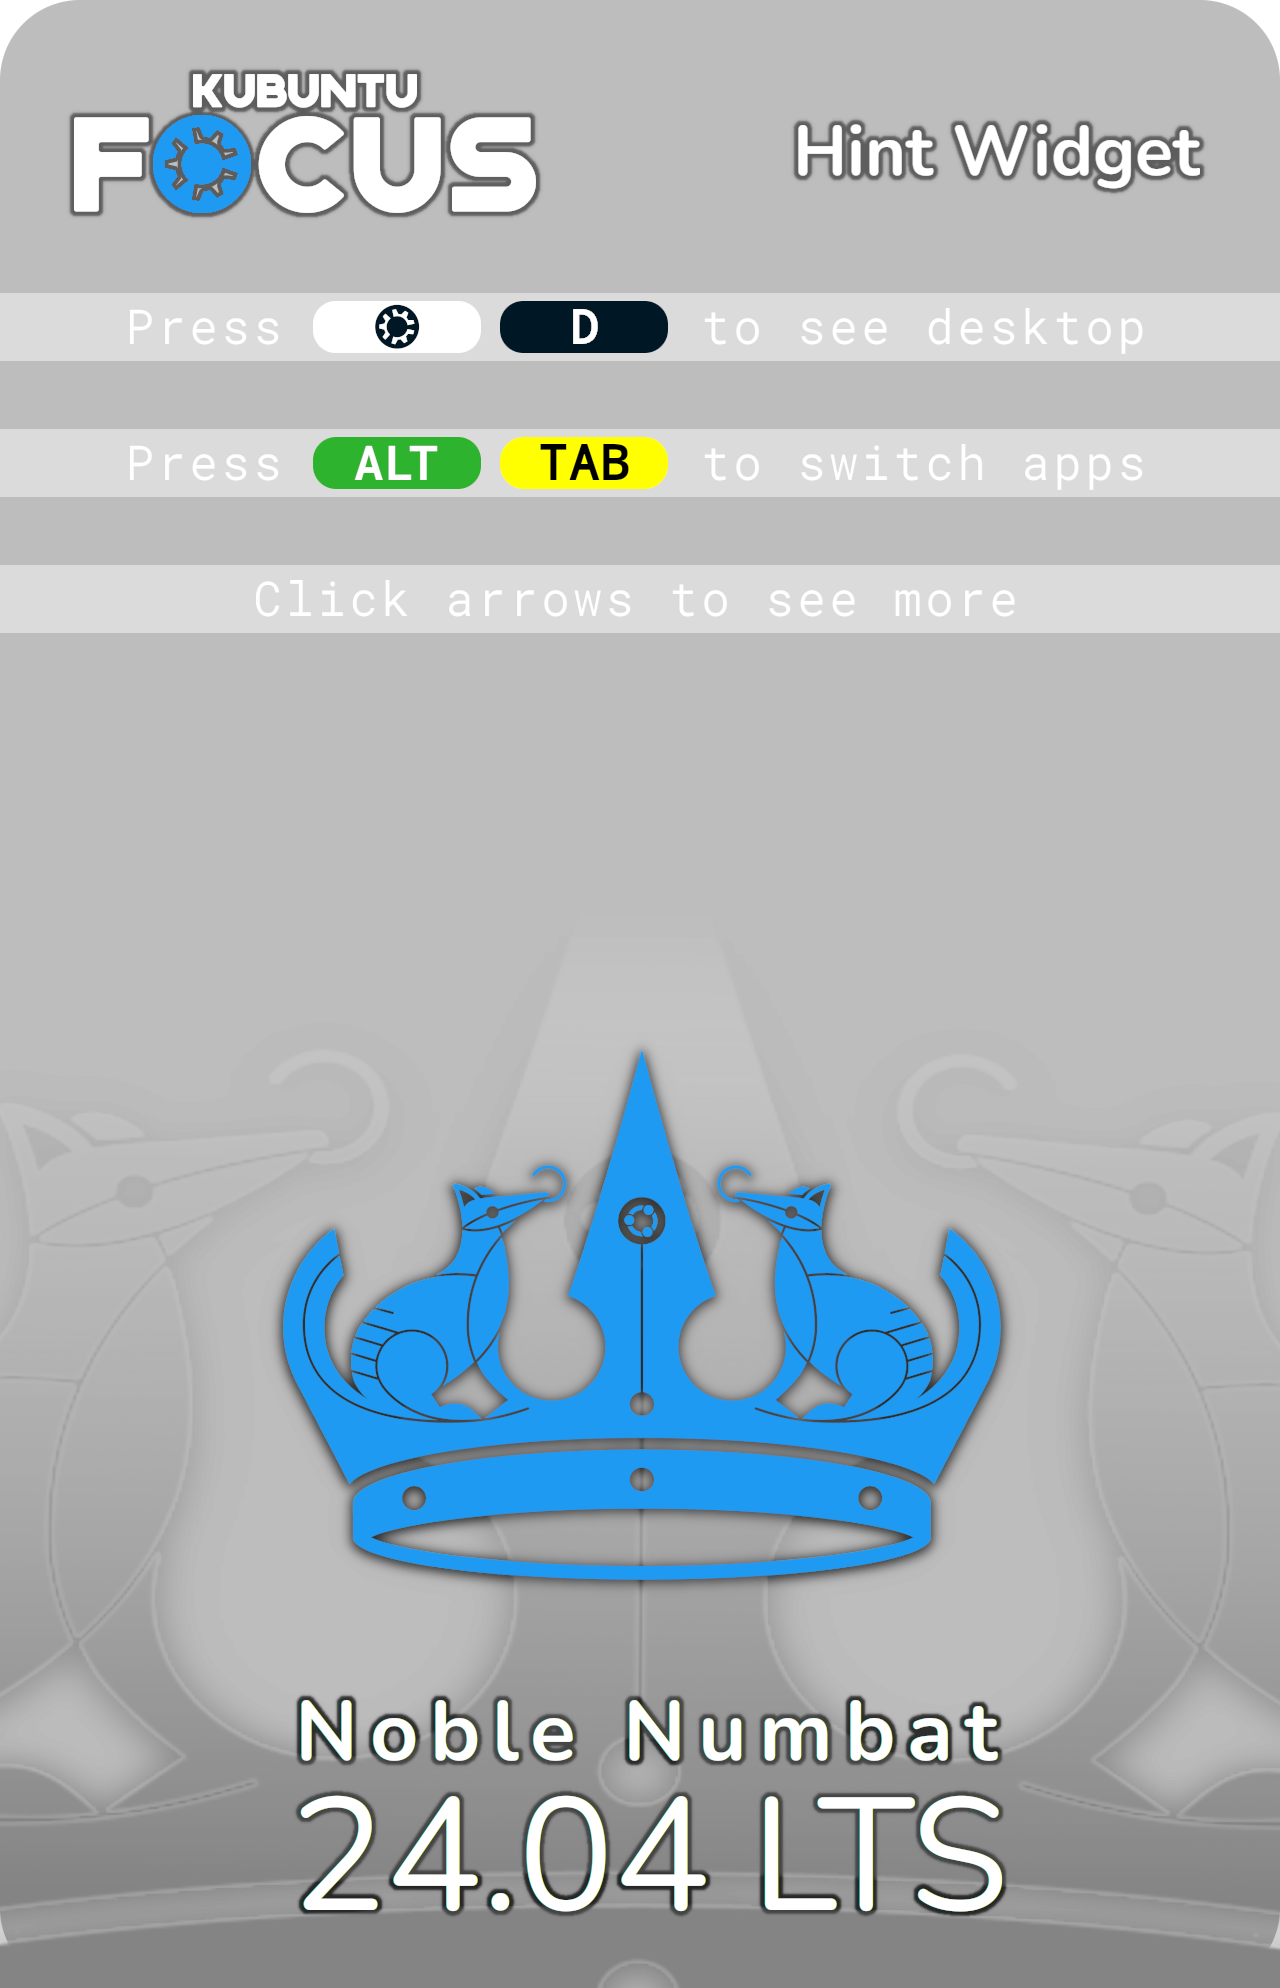 KUBUNTU
FOCUS
Hint Widget
Press D to see desktop
Press ALT TAB to switch apps
Click arrows to see more
Noble Numbat
24.04 LTS